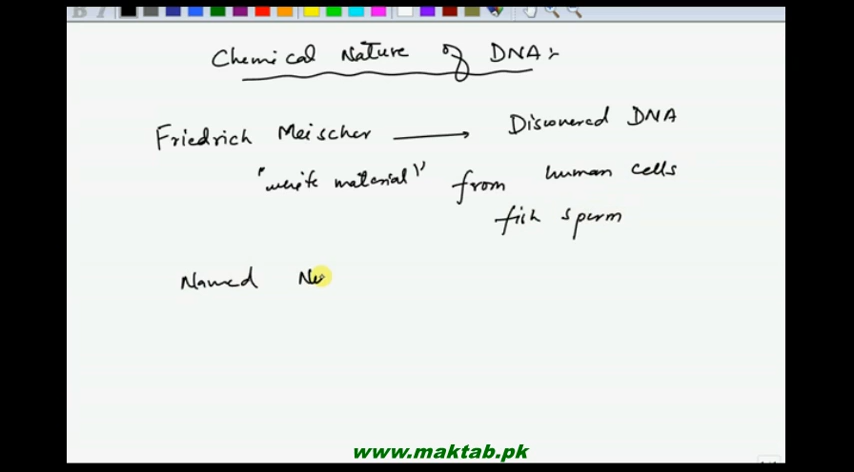 Chemical Nature of DNA:-
Friedrich Meischer → Discovered DNA
"white material" from human cells
fish sperm
Named Nu
www.maktab.pk